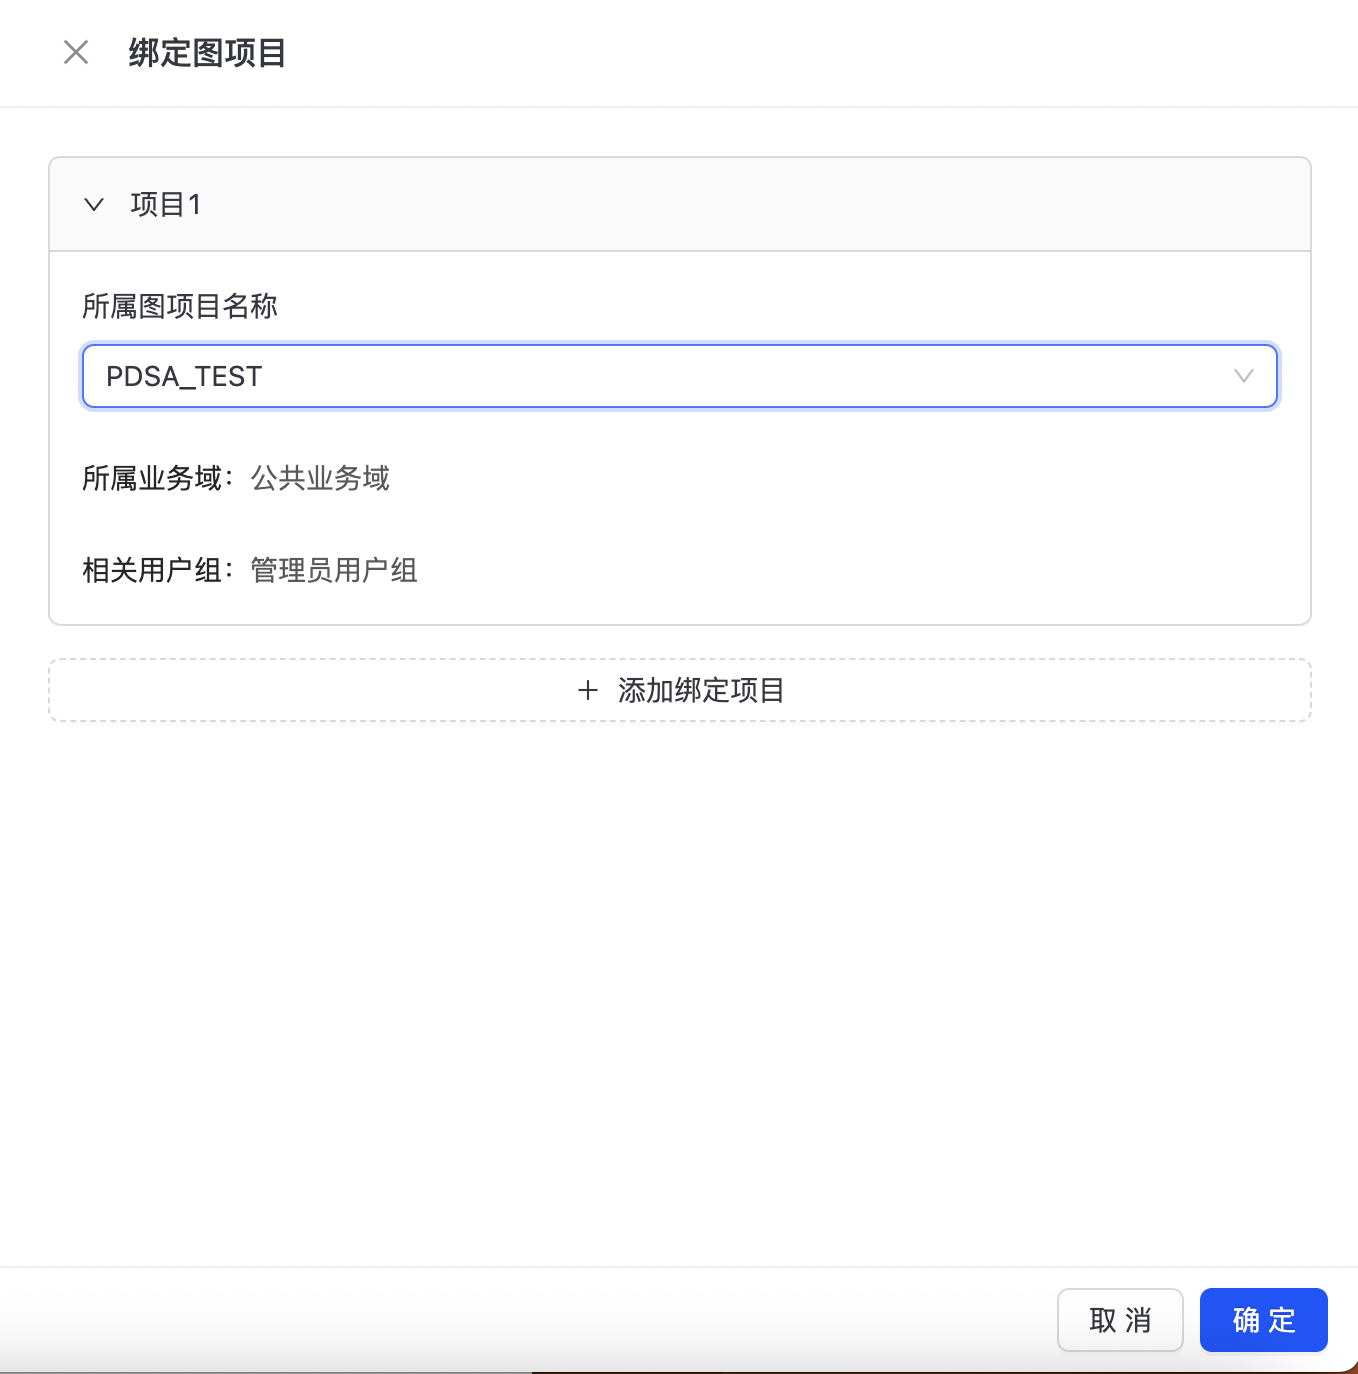 绑定图项目
项目1
所属图项目名称
PDSA_TEST
所属业务域：公共业务域
相关用户组：管理员用户组
添加绑定项目
取 消
确 定